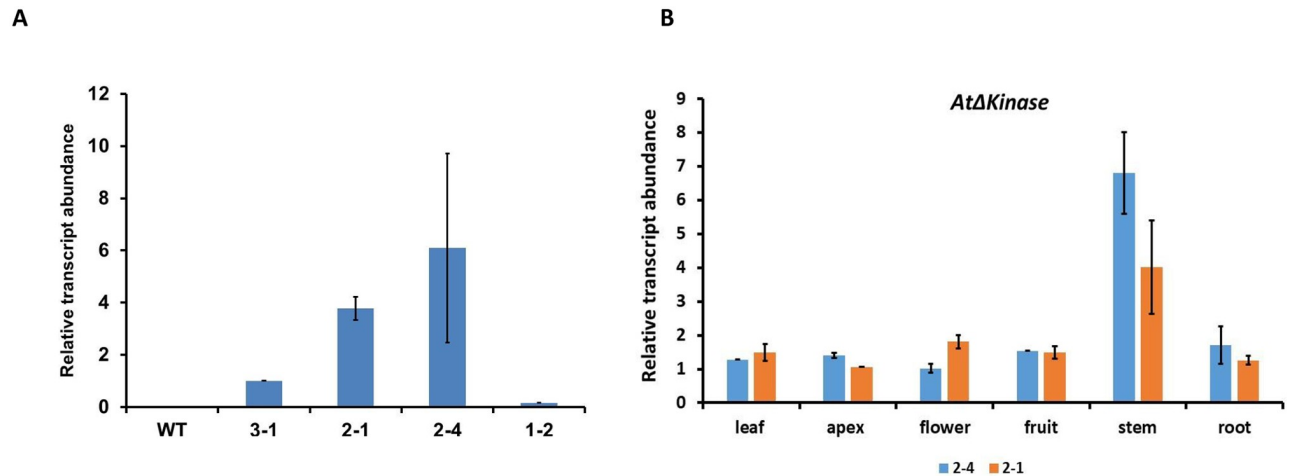 A
B
Relative transcript abundance
12
10
8
6
4
2
0
WT 3-1 2-1 2-4 1-2
AtΔKinase
Relative transcript abundance
9
8
7
6
5
4
3
2
1
0
leaf apex flower fruit stem root
2-4 2-1